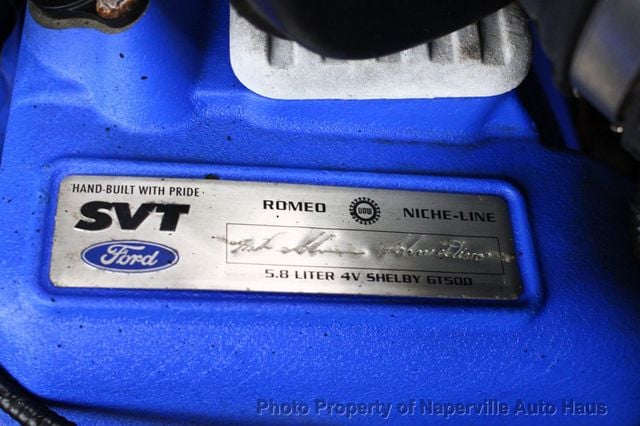 HAND-BUILT WITH PRIDE
SVT
Ford
ROMEO UAW NICHE-LINE
5.8 LITER 4V SHELBY GT500
Photo Property of Naperville Auto Haus